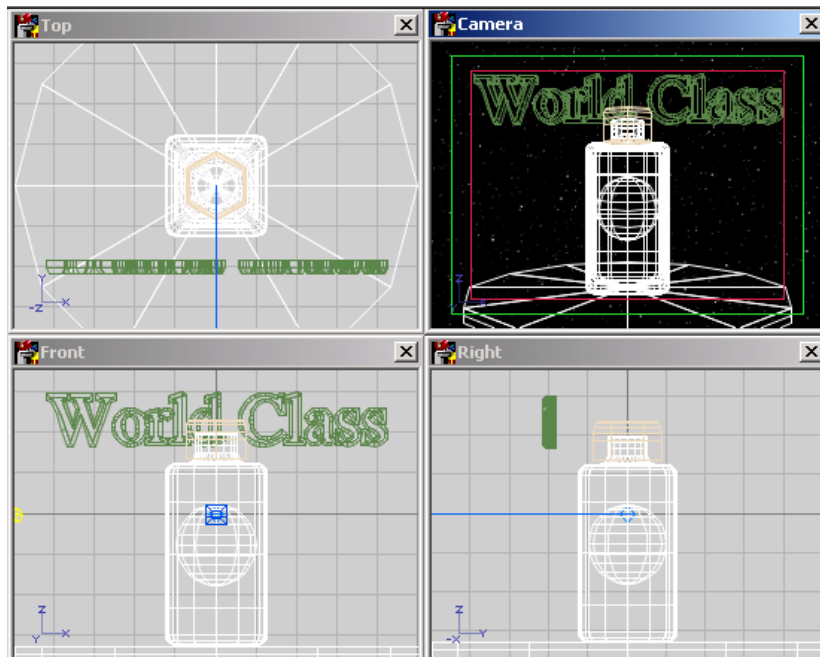 Top
Camera
World Class
Y
-Z X
Z
Front
Right
World Class
Z
Y X
Z
-X Y